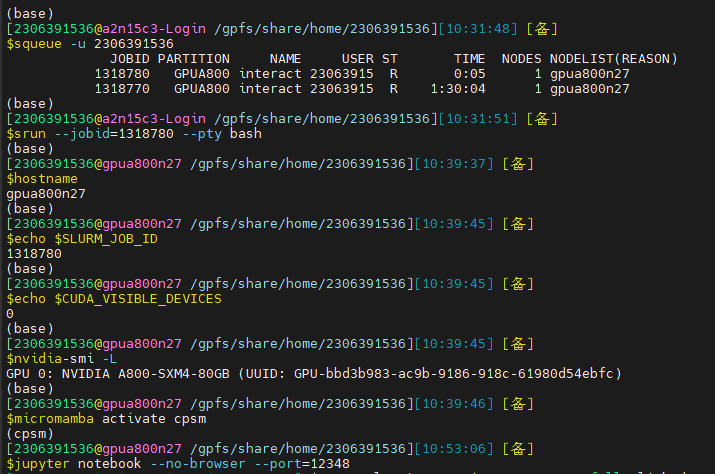 (base)
[2306391536@a2n15c3-Login /gpfs/share/home/2306391536][10:31:48] [备]
$squeue -u 2306391536
JOBID PARTITION NAME USER ST TIME NODES NODELIST(REASON)
1318780 GPUA800 interact 23063915 R 0:05 1 gpua800n27
1318770 GPUA800 interact 23063915 R 1:30:04 1 gpua800n27
(base)
[2306391536@a2n15c3-Login /gpfs/share/home/2306391536][10:31:51] [备]
$srun --jobid=1318780 --pty bash
(base)
[2306391536@gpua800n27 /gpfs/share/home/2306391536][10:39:37] [备]
$hostname
gpua800n27
(base)
[2306391536@gpua800n27 /gpfs/share/home/2306391536][10:39:45] [备]
$echo $SLURM_JOB_ID
1318780
(base)
[2306391536@gpua800n27 /gpfs/share/home/2306391536][10:39:45] [备]
$echo $CUDA_VISIBLE_DEVICES
0
(base)
[2306391536@gpua800n27 /gpfs/share/home/2306391536][10:39:45] [备]
$nvidia-smi -L
GPU 0: NVIDIA A800-SXM4-80GB (UUID: GPU-bbd3b983-ac9b-9186-918c-61980d54ebfc)
(base)
[2306391536@gpua800n27 /gpfs/share/home/2306391536][10:39:46] [备]
$micromamba activate cpsm
(cpsm)
[2306391536@gpua800n27 /gpfs/share/home/2306391536][10:53:06] [备]
$jupyter notebook --no-browser --port=12348